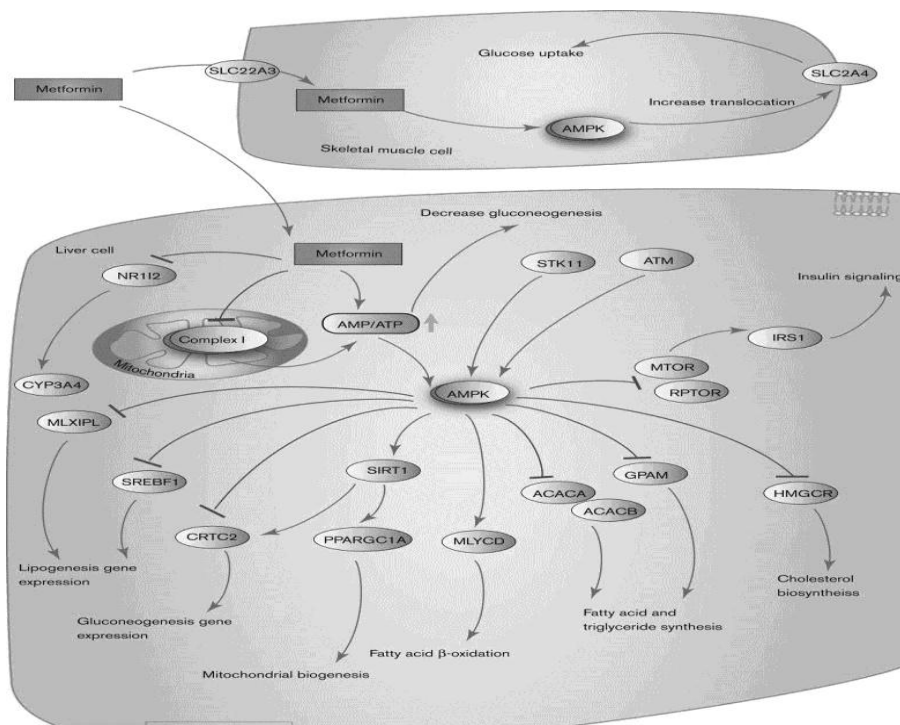 Metformin
SLC22A3
Metformin
Glucose uptake
SLC2A4
Increase translocation
AMPK
Skeletal muscle cell
Decrease gluconeogenesis
Liver cell
Metformin
NR1I2
STK11
ATM
Insulin signaling
AMP/ATP
Complex I
Mitochondria
IRS1
MTOR
RPTOR
CYP3A4
AMPK
MLXIPL
SREBF1
SIRT1
GPAM
ACACA
ACACB
HMGCR
CRTC2
PPARGC1A
MLYCD
Lipogenesis gene
expression
Cholesterol
biosyntheiss
Gluconeogenesis gene
expression
Fatty acid and
triglyceride synthesis
Fatty acid β-oxidation
Mitochondrial biogenesis